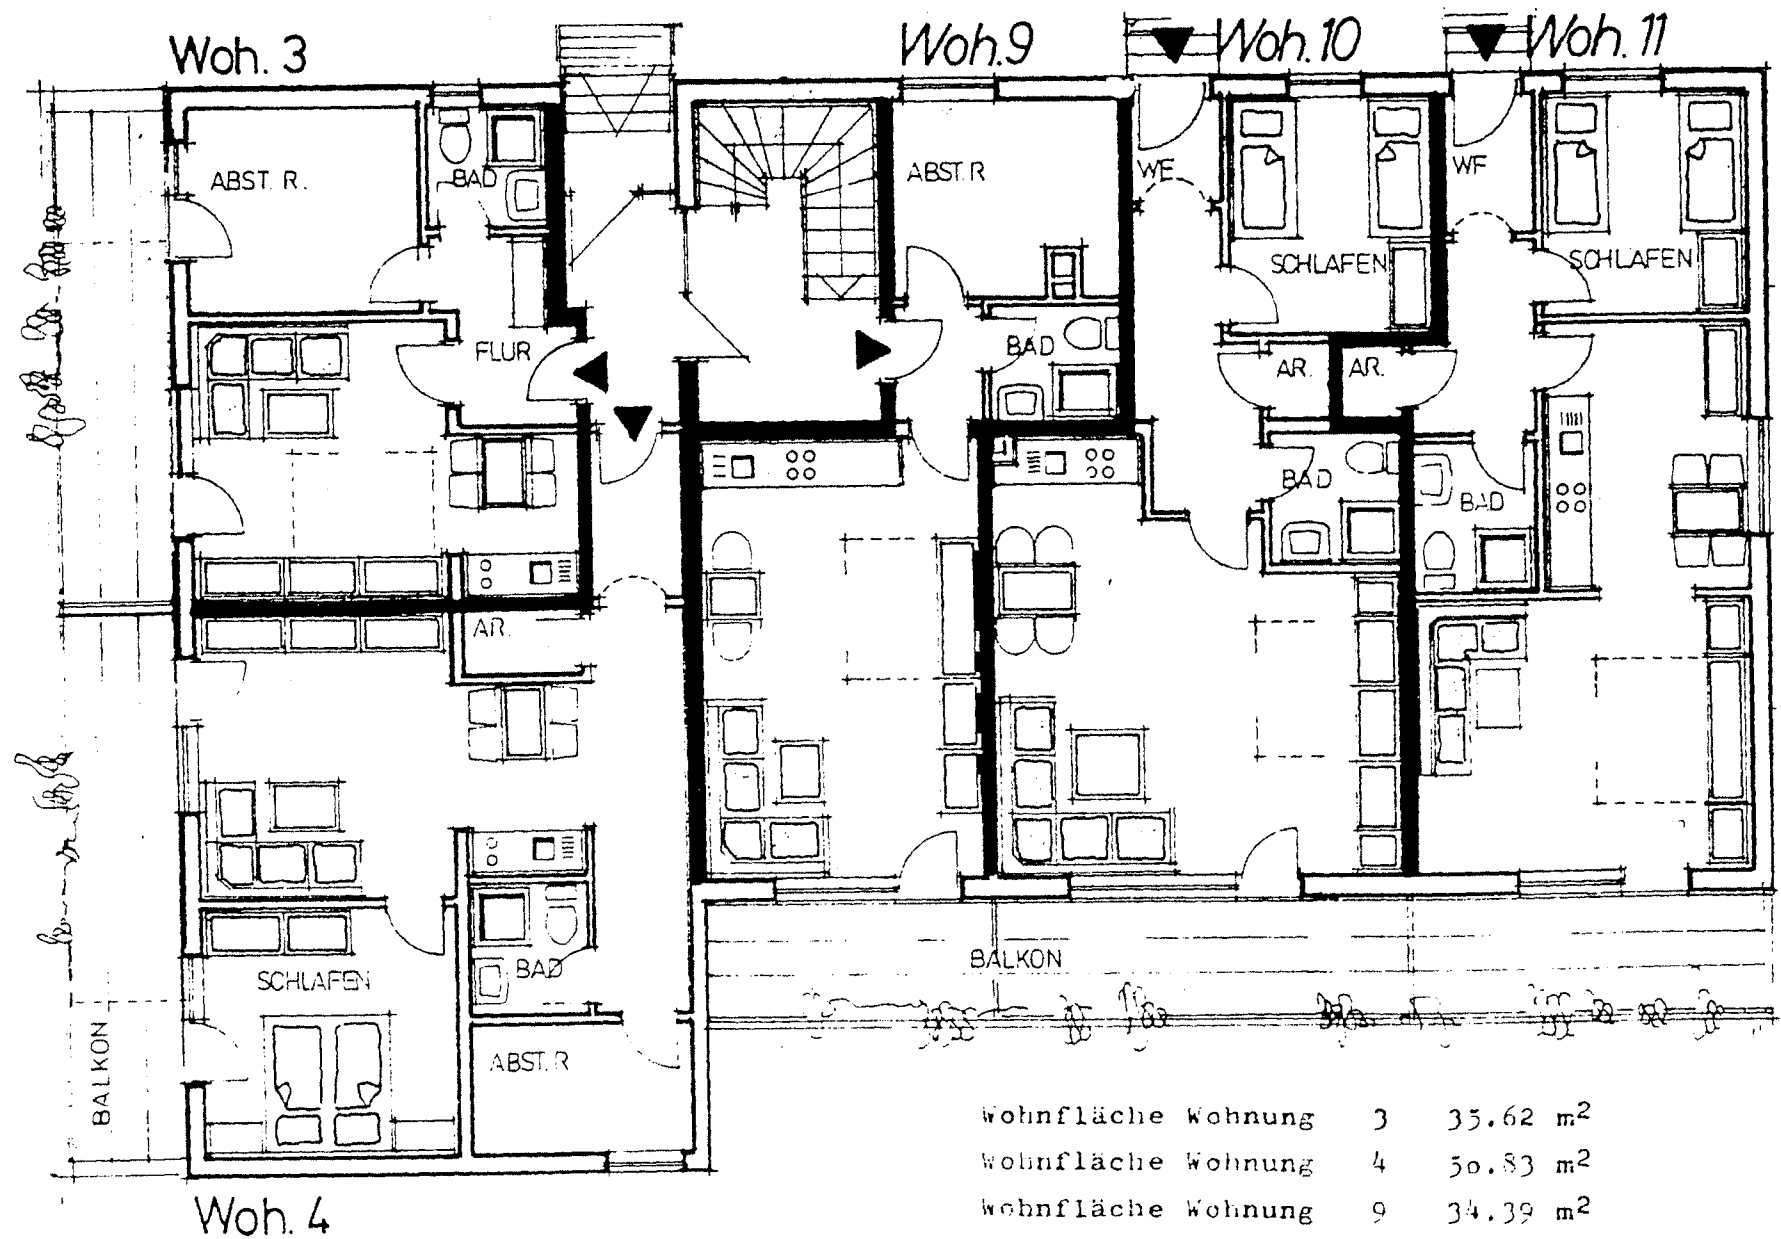 Woh. 3
Woh.9
Woh.10
Woh. 11
ABST. R.
BAD
ABST. R
WF
SCHLAFEN
WF
SCHLAFEN
FLUR
BAD
AR.
AR.
BAD
BAD
AR.
SCHLAFEN
BAD
BALKON
BALKON
ABST. R
Woh. 4
Wohnfläche Wohnung 3 35.62 m²
Wohnfläche Wohnung 4 50.83 m²
Wohnfläche Wohnung 9 34.39 m²